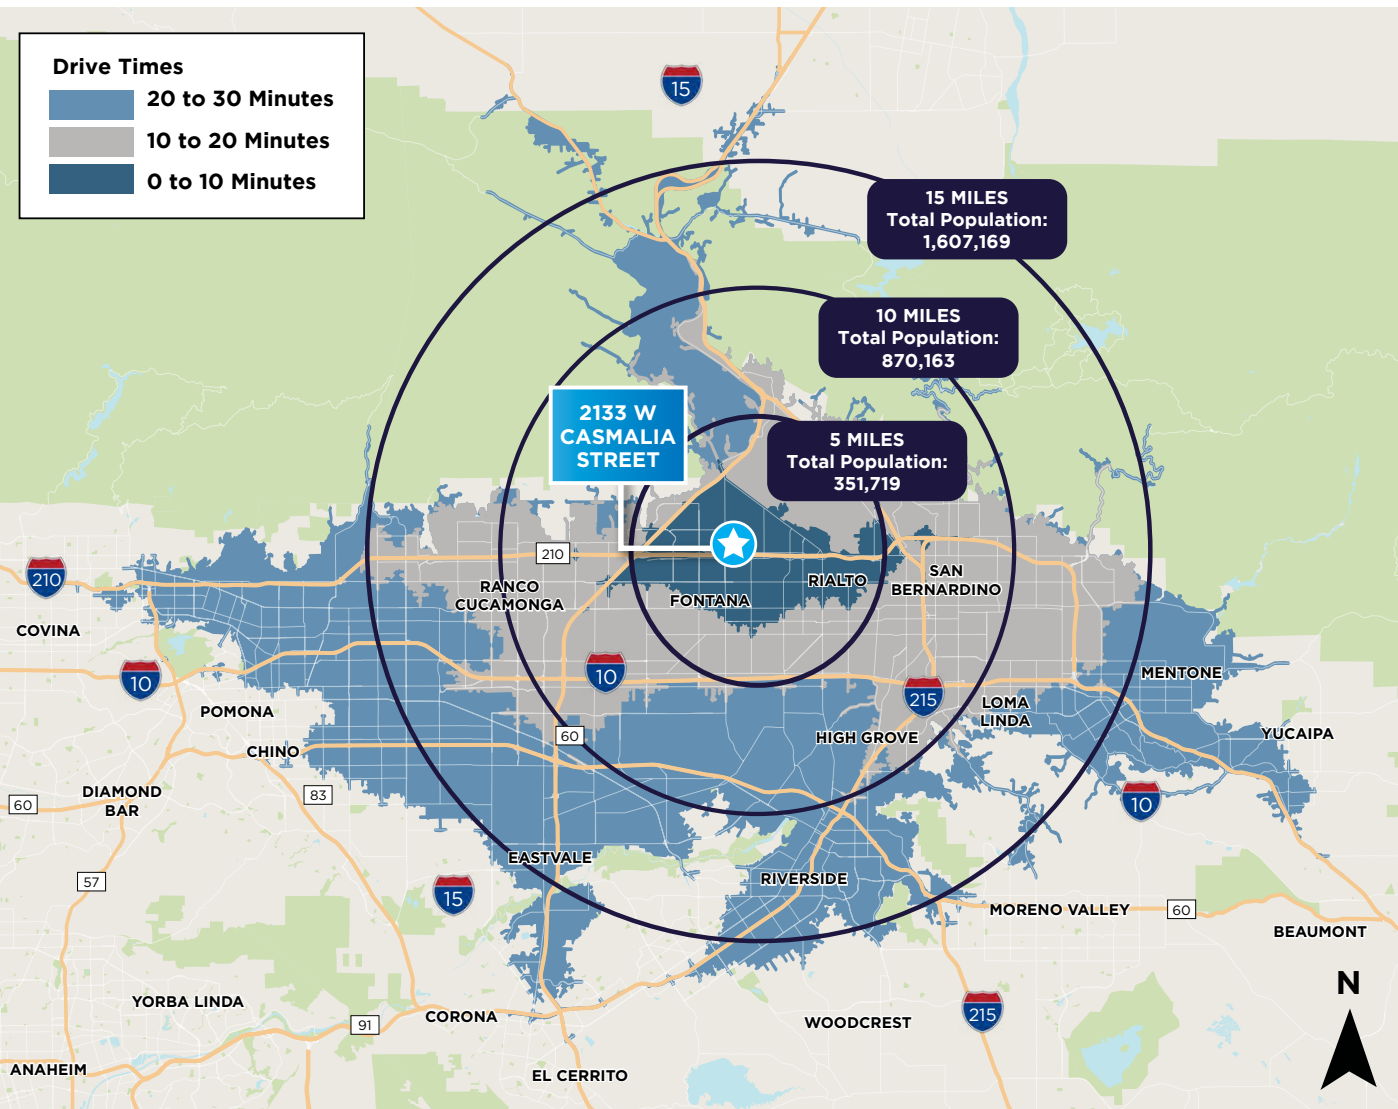 Drive Times
20 to 30 Minutes
10 to 20 Minutes
0 to 10 Minutes
15
15 MILES
Total Population:
1,607,169
10 MILES
Total Population:
870,163
2133 W
CASMALIA
STREET
5 MILES
Total Population:
351,719
210
210
RANCO
CUCAMONGA
FONTANA
RIALTO
SAN
BERNARDINO
COVINA
10
10
215
MENTONE
POMONA
LOMA
LINDA
CHINO
60
HIGH GROVE
YUCAIPA
60
DIAMOND
BAR
83
10
EASTVALE
57
15
RIVERSIDE
MORENO VALLEY
60
BEAUMONT
YORBA LINDA
91
CORONA
WOODCREST
215
N
ANAHEIM
EL CERRITO